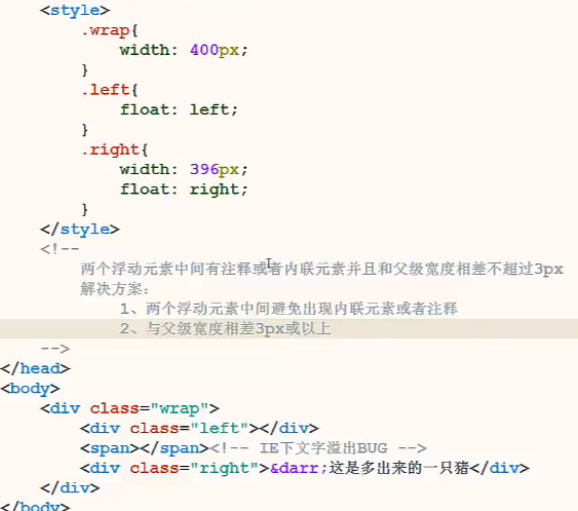 <style>
.wrap{
width: 400px;
}
.left{
float: left;
}
.right{
width: 396px;
float: right;
}
</style>
<!--
两个浮动元素中间有注释或者内联元素并且和父级宽度相差不超过3px
解决方案:
1、两个浮动元素中间避免出现内联元素或者注释
2、与父级宽度相差3px或以上
-->
</head>
<body>
<div class="wrap">
<div class="left"></div>
<span></span><!-- IE下文字溢出BUG -->
<div class="right">&darr;这是多出来的一只猪</div>
</div>
</body>